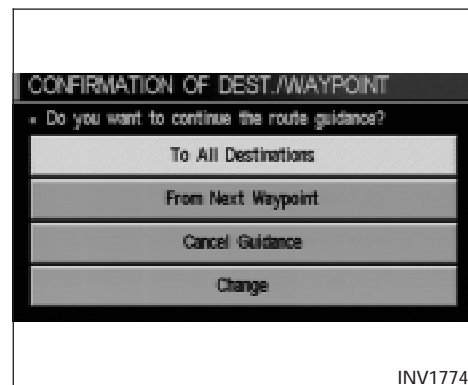 CONFIRMATION OF DEST./WAYPOINT
• Do you want to continue the route guidance?
To All Destinations
From Next Waypoint
Cancel Guidance
Change
INV1774